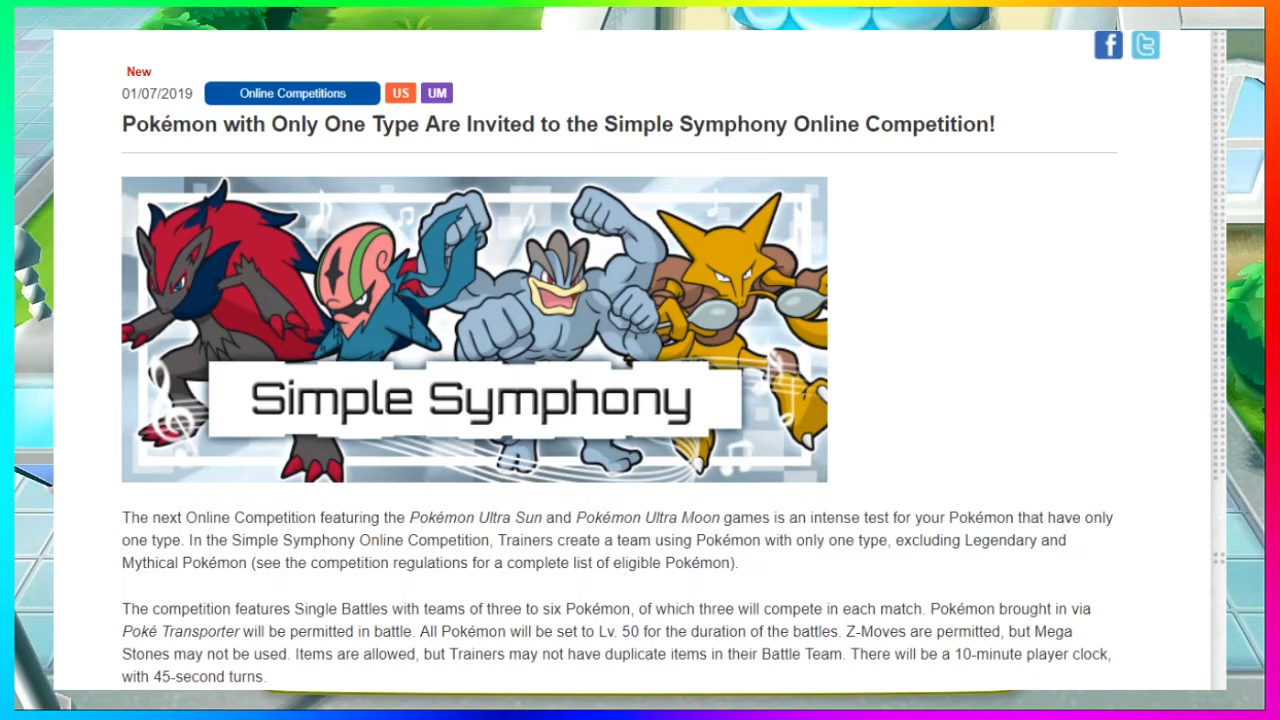 f t
New
01/07/2019 Online Competitions US UM
Pokémon with Only One Type Are Invited to the Simple Symphony Online Competition!
Simple Symphony
The next Online Competition featuring the Pokémon Ultra Sun and Pokémon Ultra Moon games is an intense test for your Pokémon that have only
one type. In the Simple Symphony Online Competition, Trainers create a team using Pokémon with only one type, excluding Legendary and
Mythical Pokémon (see the competition regulations for a complete list of eligible Pokémon).
The competition features Single Battles with teams of three to six Pokémon, of which three will compete in each match. Pokémon brought in via
Poké Transporter will be permitted in battle. All Pokémon will be set to Lv. 50 for the duration of the battles. Z-Moves are permitted, but Mega
Stones may not be used. Items are allowed, but Trainers may not have duplicate items in their Battle Team. There will be a 10-minute player clock,
with 45-second turns.